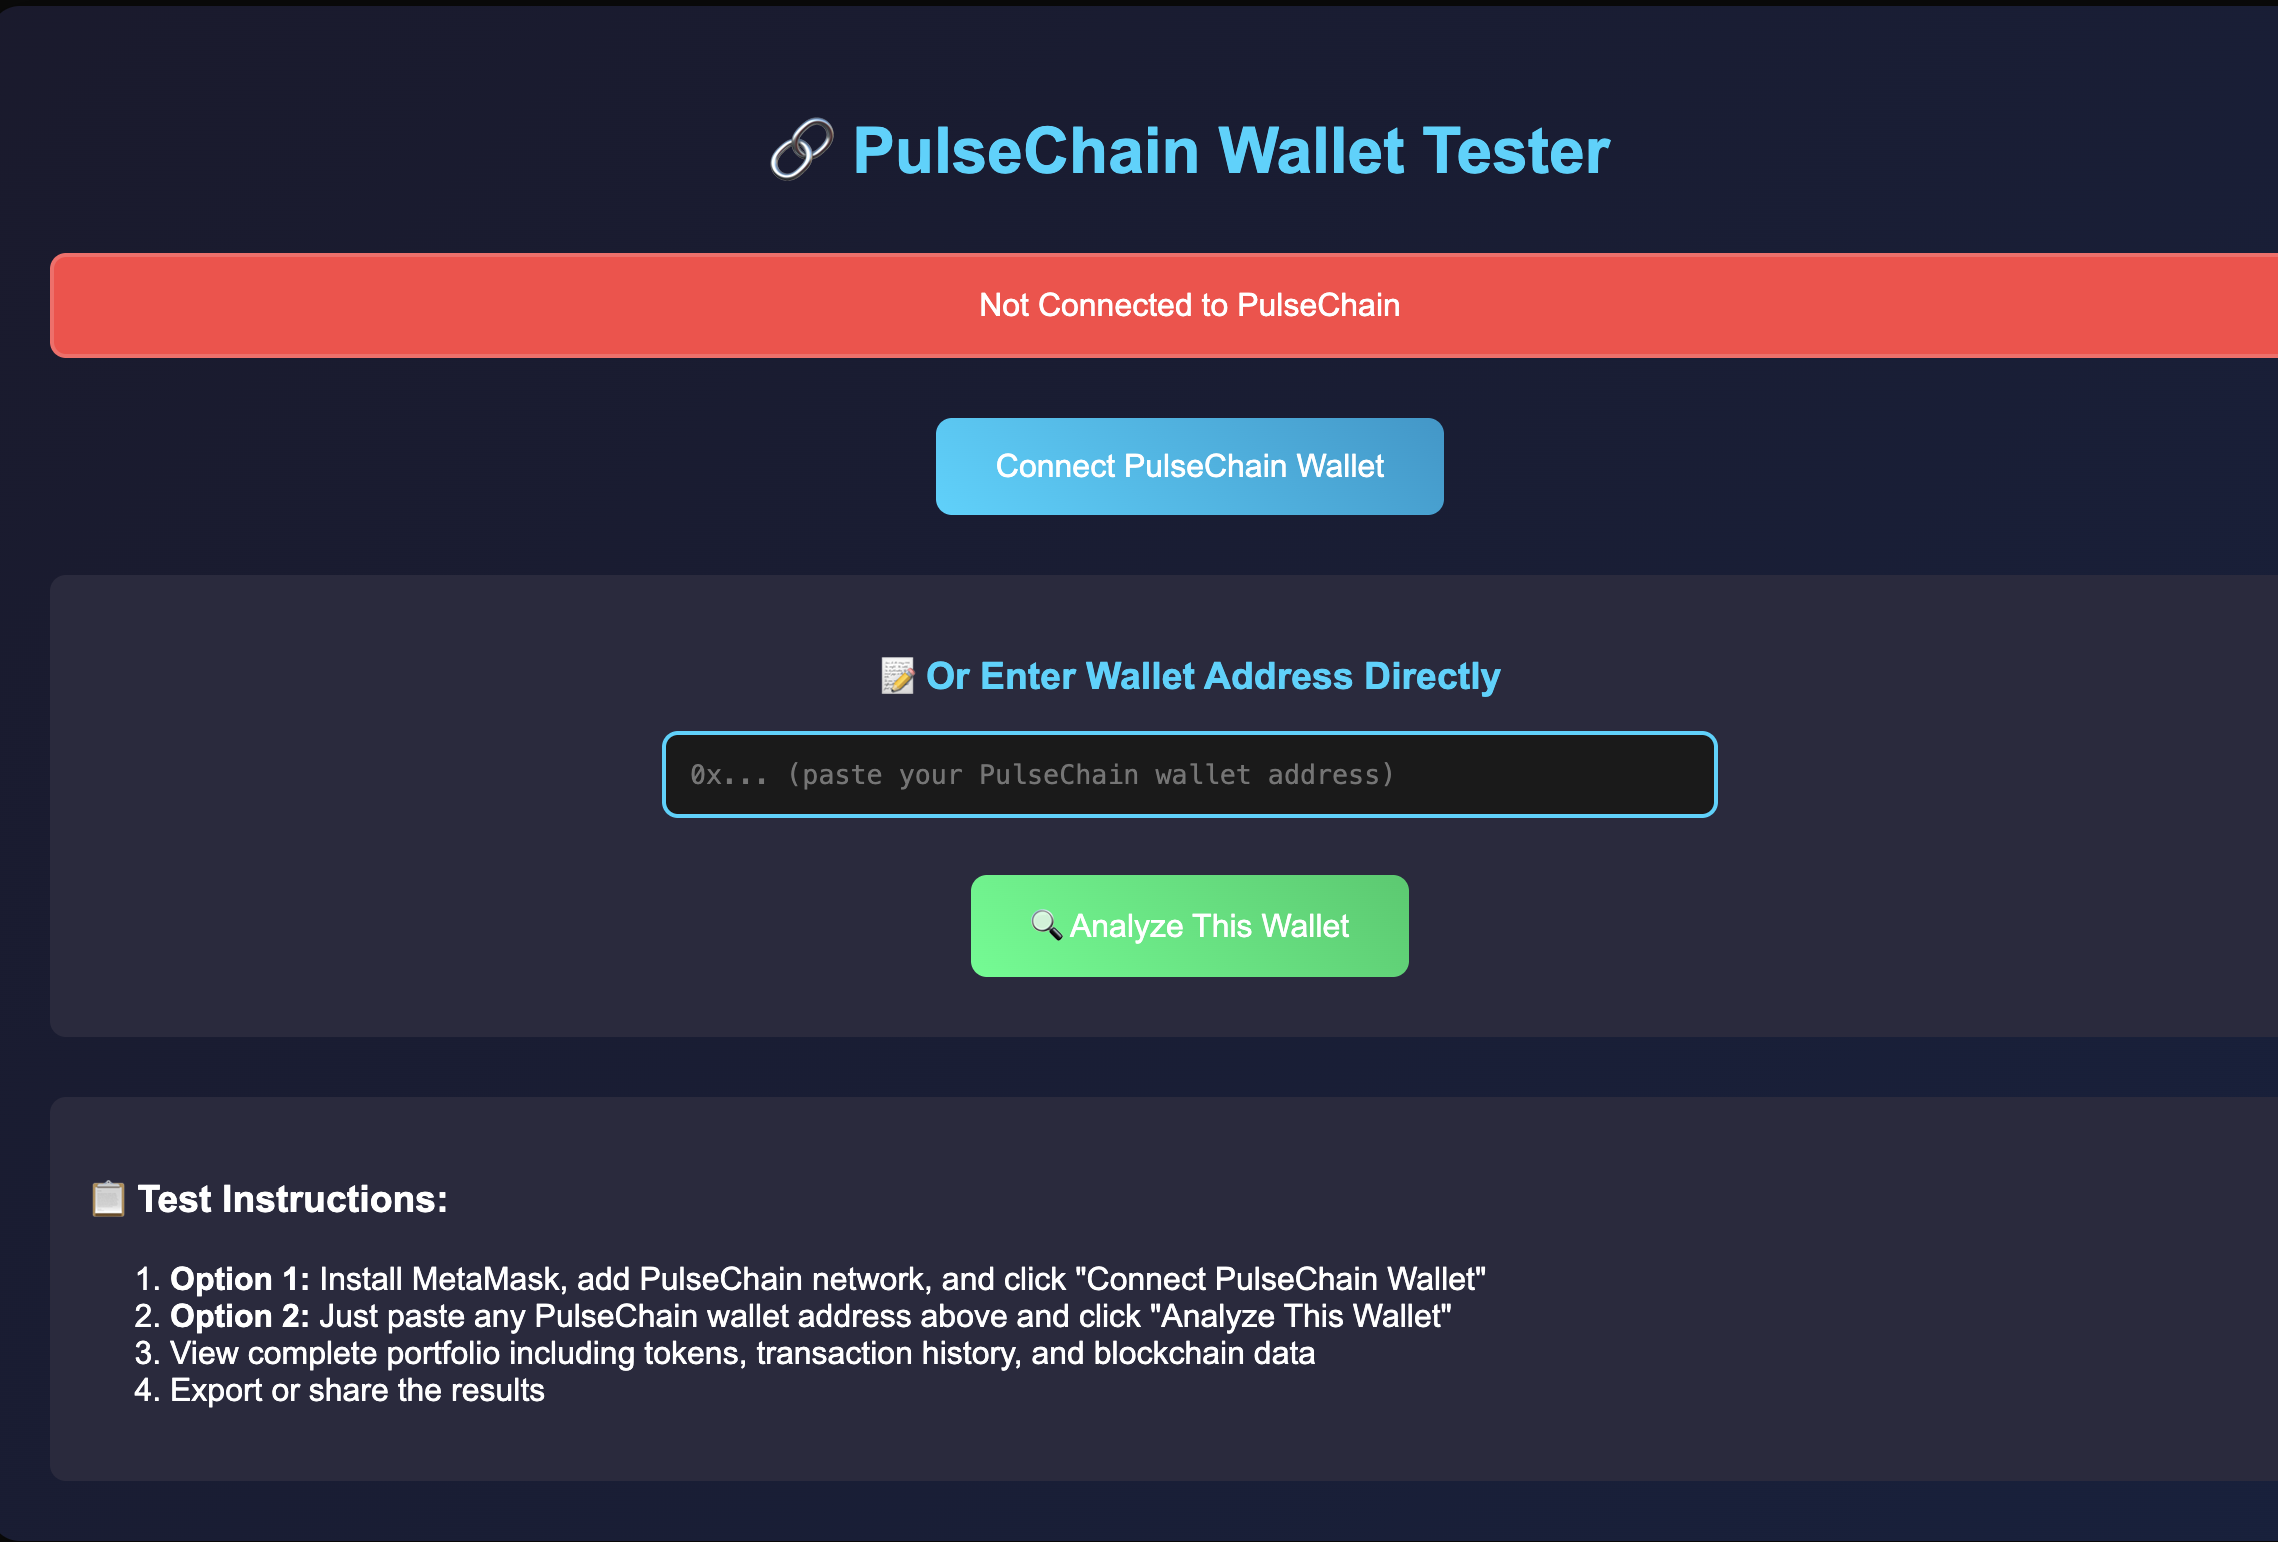 🔗 PulseChain Wallet Tester
Not Connected to PulseChain
Connect PulseChain Wallet
📝 Or Enter Wallet Address Directly
0x... (paste your PulseChain wallet address)
🔍 Analyze This Wallet
📋 Test Instructions:
1. Option 1: Install MetaMask, add PulseChain network, and click "Connect PulseChain Wallet"
2. Option 2: Just paste any PulseChain wallet address above and click "Analyze This Wallet"
3. View complete portfolio including tokens, transaction history, and blockchain data
4. Export or share the results